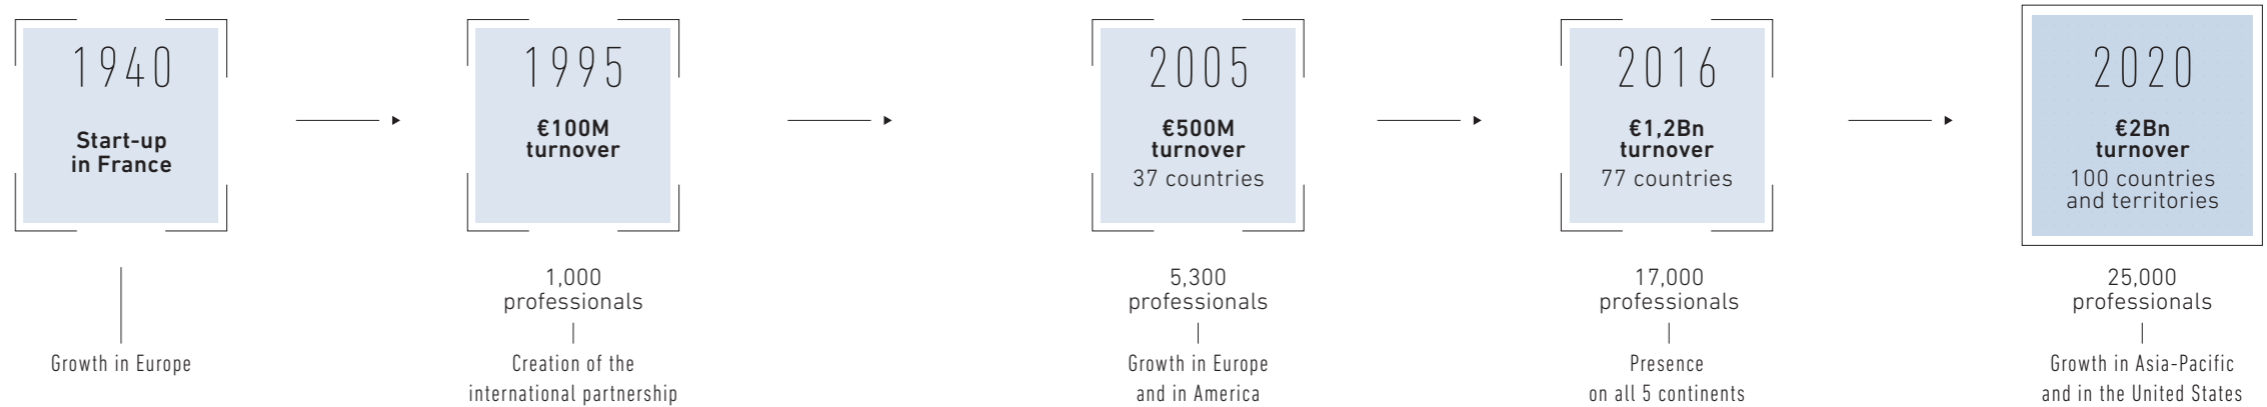 1940
Start-up
in France
Growth in Europe
1995
€100M
turnover
1,000
professionals
Creation of the
international partnership
2005
€500M
turnover
37 countries
5,300
professionals
Growth in Europe
and in America
2016
€1,2Bn
turnover
77 countries
17,000
professionals
Presence
on all 5 continents
2020
€2Bn
turnover
100 countries
and territories
25,000
professionals
Growth in Asia-Pacific
and in the United States